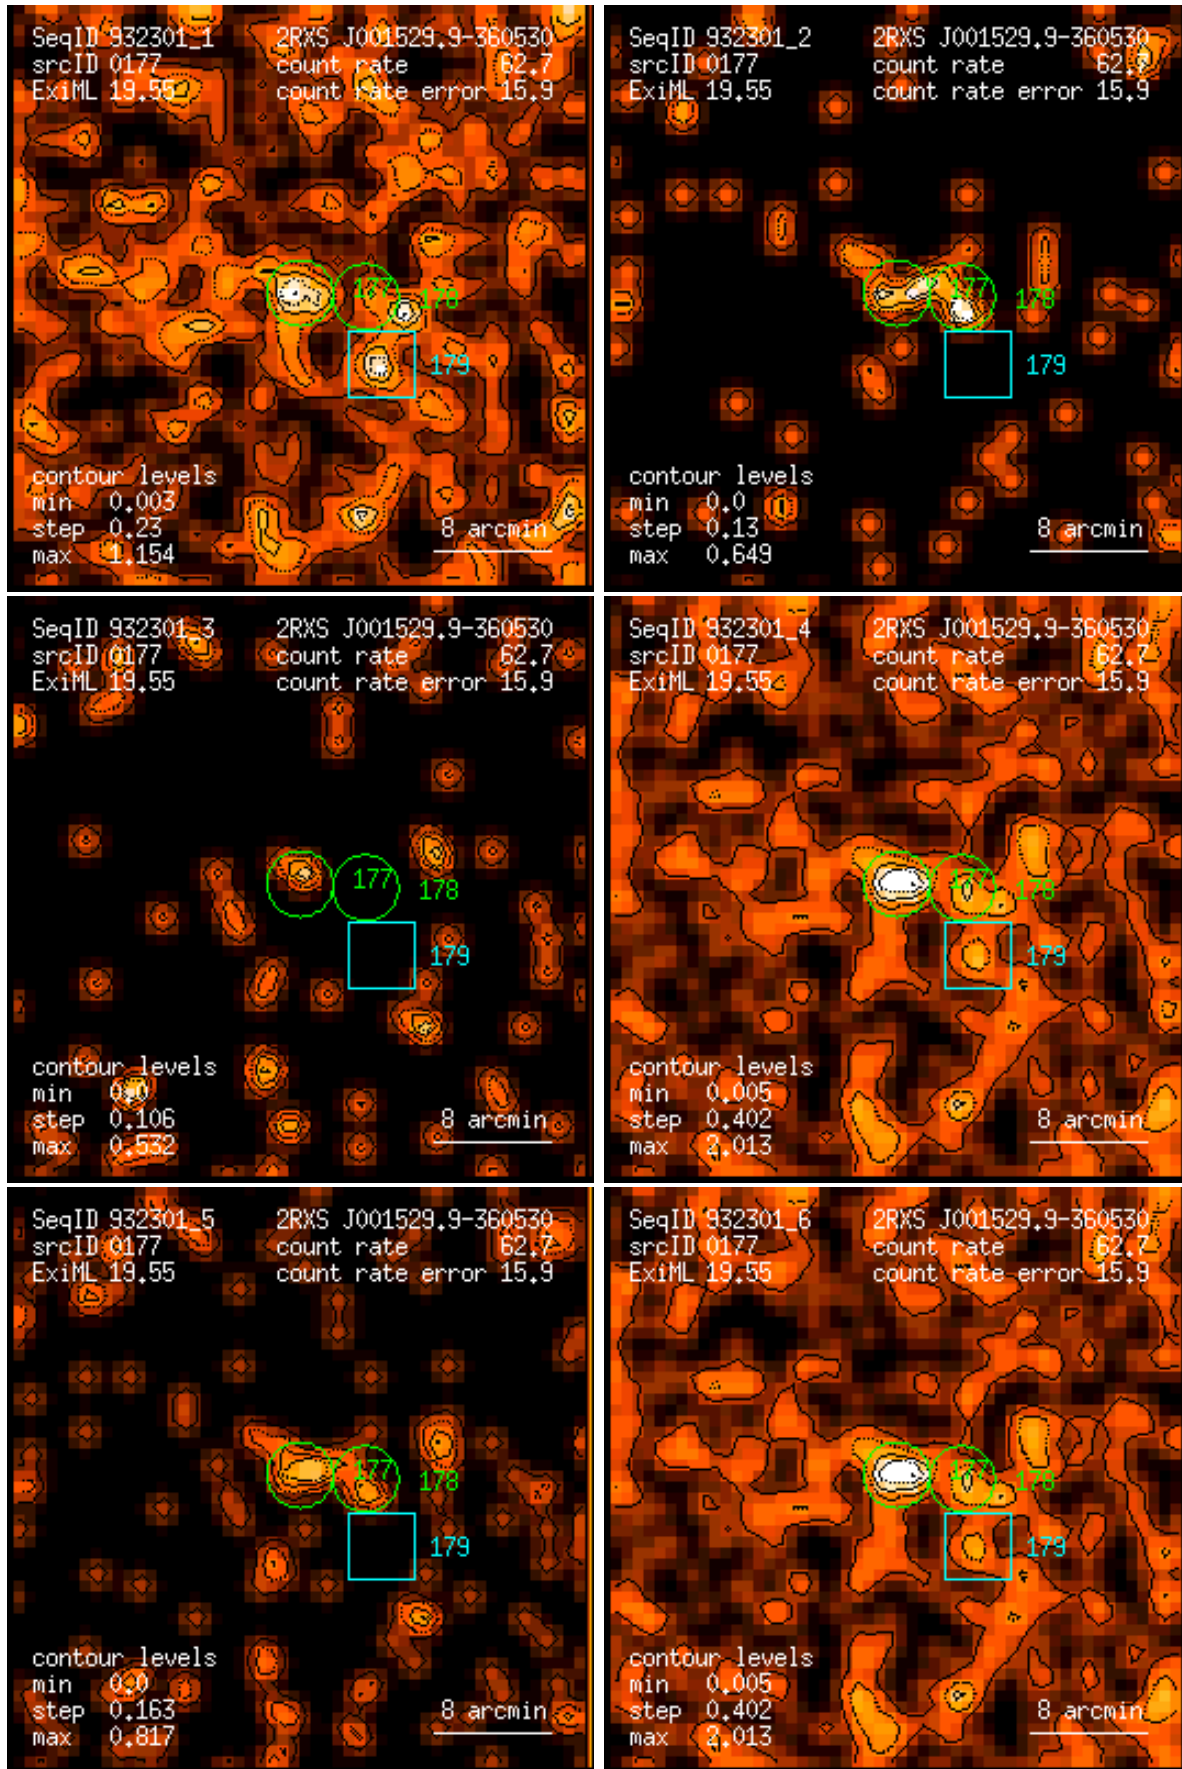 SeqID 932301_1 2RXS J001529.9-360530
srcID 0177 count rate 62.7
ExiML 19.55 count rate error 15.9
177 178
179
contour levels
min 0.003
step 0.23
max 1.154
8 arcmin
SeqID 932301_2 2RXS J001529.9-360530
srcID 0177 count rate 62.7
ExiML 19.55 count rate error 15.9
177 178
179
contour levels
min 0.0
step 0.13
max 0.649
8 arcmin
SeqID 932301_3 2RXS J001529.9-360530
srcID 0177 count rate 62.7
ExiML 19.55 count rate error 15.9
177 178
179
contour levels
min 0.0
step 0.106
max 0.532
8 arcmin
SeqID 932301_4 2RXS J001529.9-360530
srcID 0177 count rate 62.7
ExiML 19.55 count rate error 15.9
177 178
179
contour levels
min 0.005
step 0.402
max 2.013
8 arcmin
SeqID 932301_5 2RXS J001529.9-360530
srcID 0177 count rate 62.7
ExiML 19.55 count rate error 15.9
177 178
179
contour levels
min 0.0
step 0.163
max 0.817
8 arcmin
SeqID 932301_6 2RXS J001529.9-360530
srcID 0177 count rate 62.7
ExiML 19.55 count rate error 15.9
177 178
179
contour levels
min 0.005
step 0.402
max 2.013
8 arcmin